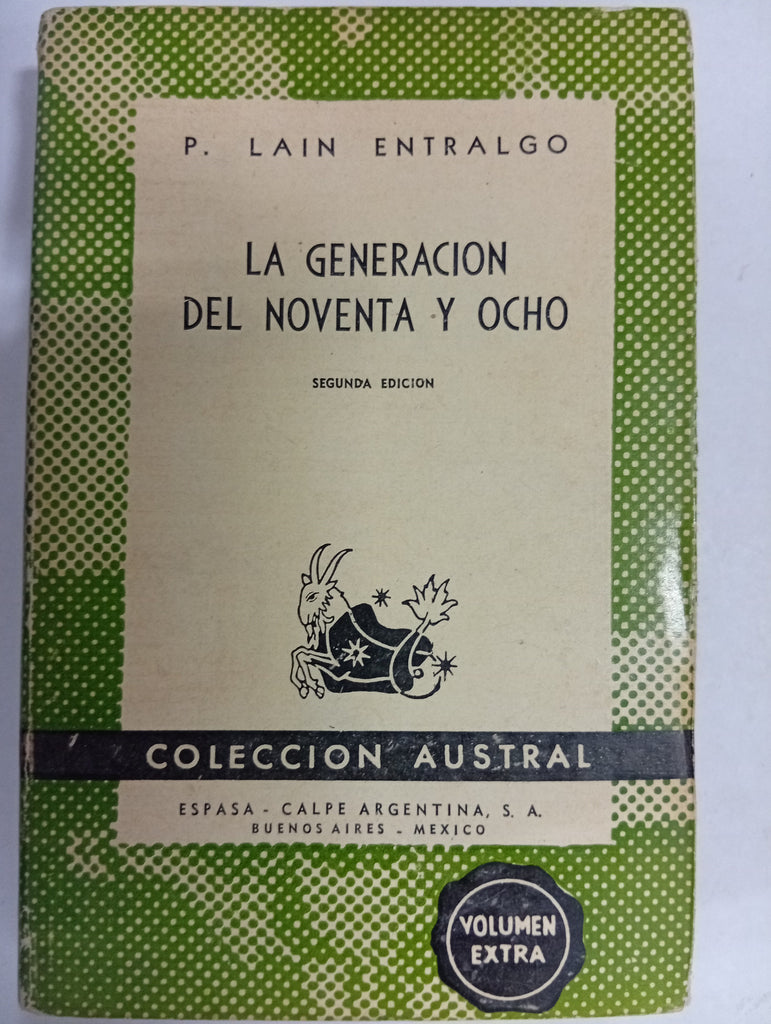 P. LAIN ENTRALGO
LA GENERACION
DEL NOVENTA Y OCHO
SEGUNDA EDICION
COLECCION AUSTRAL
ESPASA - CALPE ARGENTINA, S. A.
BUENOS AIRES - MEXICO
VOLUMEN
EXTRA